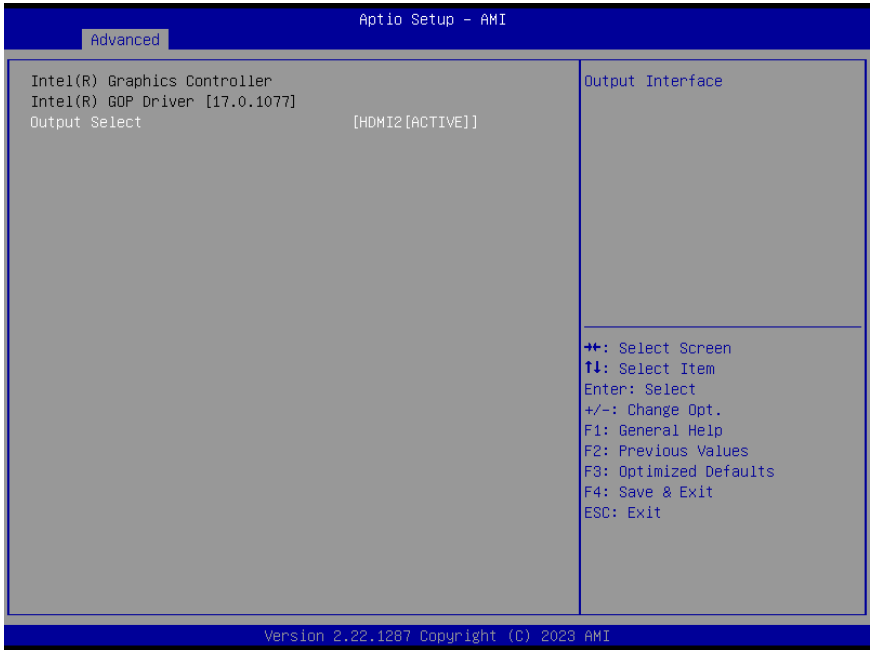 Aptio Setup – AMI
Advanced
Intel(R) Graphics Controller
Intel(R) GOP Driver [17.0.1077]
Output Select [HDMI2[ACTIVE]]
Output Interface
→←: Select Screen
↑↓: Select Item
Enter: Select
+/-: Change Opt.
F1: General Help
F2: Previous Values
F3: Optimized Defaults
F4: Save & Exit
ESC: Exit
Version 2.22.1287 Copyright (C) 2023 AMI